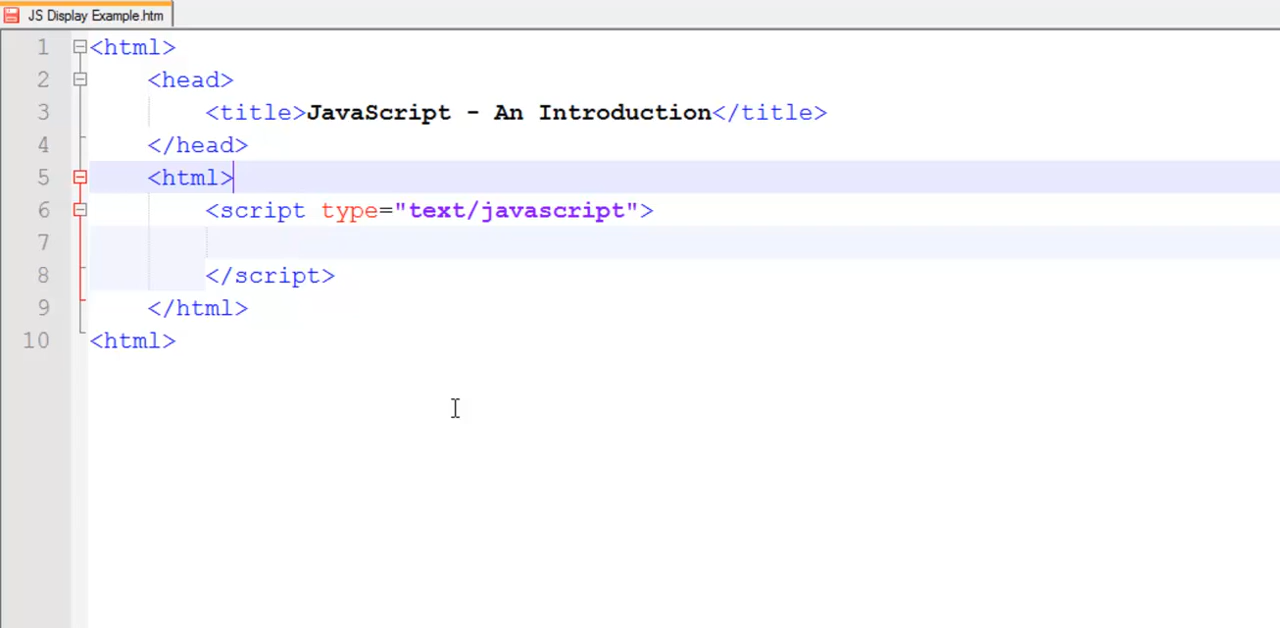 JS Display Example.htm
1 <html>
2 <head>
3 <title>JavaScript - An Introduction</title>
4 </head>
5 <html>
6 <script type="text/javascript">
7
8 </script>
9 </html>
10 <html>